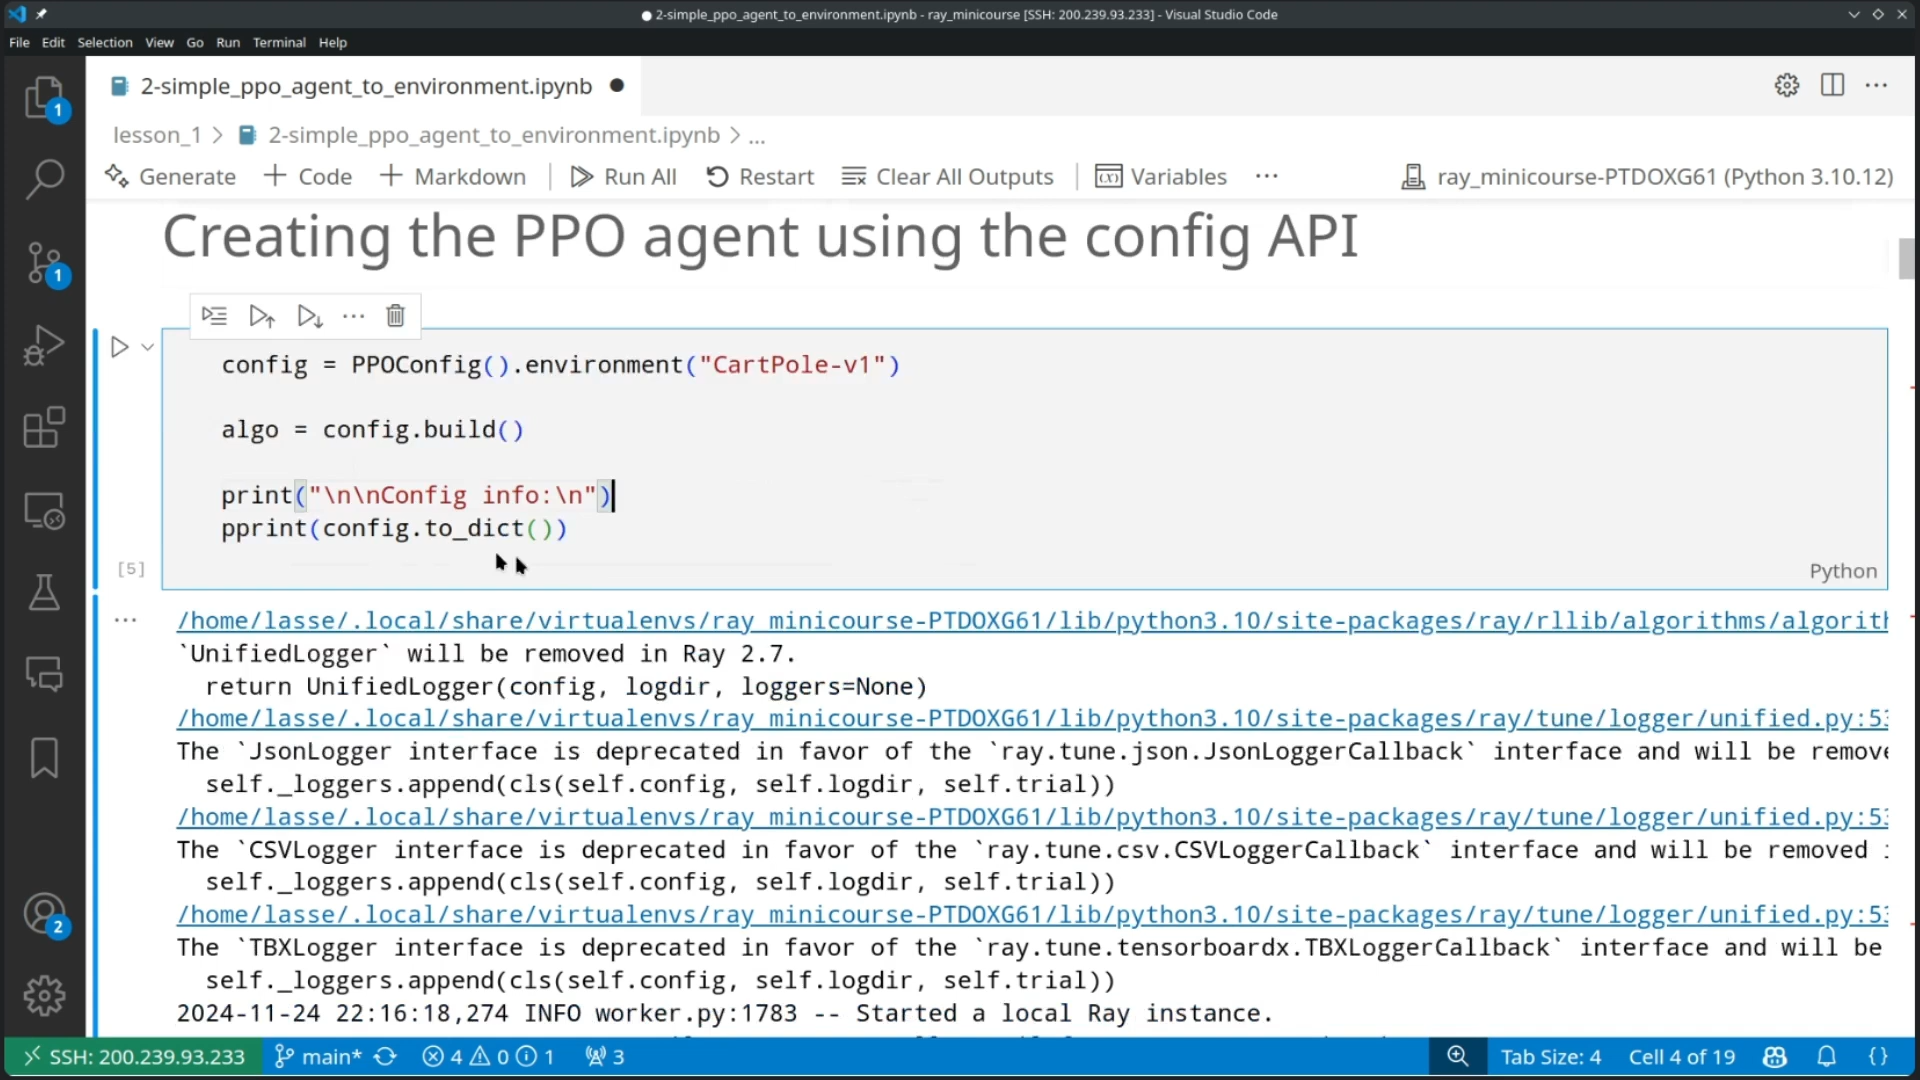 2-simple_ppo_agent_to_environment.ipynb - ray_minicourse [SSH: 200.239.93.233] - Visual Studio Code
File Edit Selection View Go Run Terminal Help
2-simple_ppo_agent_to_environment.ipynb
lesson_1 > 2-simple_ppo_agent_to_environment.ipynb > ...
Generate + Code + Markdown Run All Restart Clear All Outputs Variables ... ray_minicourse-PTDOXG61 (Python 3.10.12)
Creating the PPO agent using the config API
config = PPOConfig().environment("CartPole-v1")
algo = config.build()
print("\n\nConfig info:\n")
pprint(config.to_dict())
[5]
Python
/home/lasse/.local/share/virtualenvs/ray_minicourse-PTDOXG61/lib/python3.10/site-packages/ray/rllib/algorithms/algorith
`UnifiedLogger` will be removed in Ray 2.7.
return UnifiedLogger(config, logdir, loggers=None)
/home/lasse/.local/share/virtualenvs/ray_minicourse-PTDOXG61/lib/python3.10/site-packages/ray/tune/logger/unified.py:53
The `JsonLogger interface is deprecated in favor of the `ray.tune.json.JsonLoggerCallback` interface and will be remove
self._loggers.append(cls(self.config, self.logdir, self.trial))
/home/lasse/.local/share/virtualenvs/ray_minicourse-PTDOXG61/lib/python3.10/site-packages/ray/tune/logger/unified.py:53
The `CSVLogger interface is deprecated in favor of the `ray.tune.csv.CSVLoggerCallback` interface and will be removed
self._loggers.append(cls(self.config, self.logdir, self.trial))
/home/lasse/.local/share/virtualenvs/ray_minicourse-PTDOXG61/lib/python3.10/site-packages/ray/tune/logger/unified.py:53
The `TBXLogger interface is deprecated in favor of the `ray.tune.tensorboardx.TBXLoggerCallback` interface and will be
self._loggers.append(cls(self.config, self.logdir, self.trial))
2024-11-24 22:16:18,274 INFO worker.py:1783 -- Started a local Ray instance.
1
1
2
SSH: 200.239.93.233 main* 4 0 1 3 Tab Size: 4 Cell 4 of 19 {}